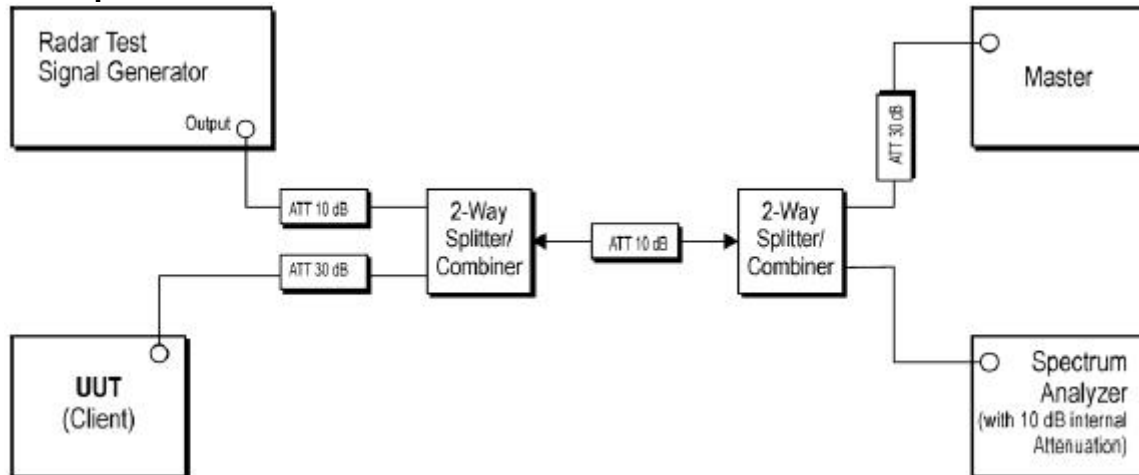 Radar Test
Signal Generator
Output
ATT 10 dB
ATT 30 dB
2-Way
Splitter/
Combiner
ATT 10 dB
2-Way
Splitter/
Combiner
ATT 30 dB
Master
UUT
(Client)
Spectrum
Analyzer
(with 10 dB internal
Attenuation)